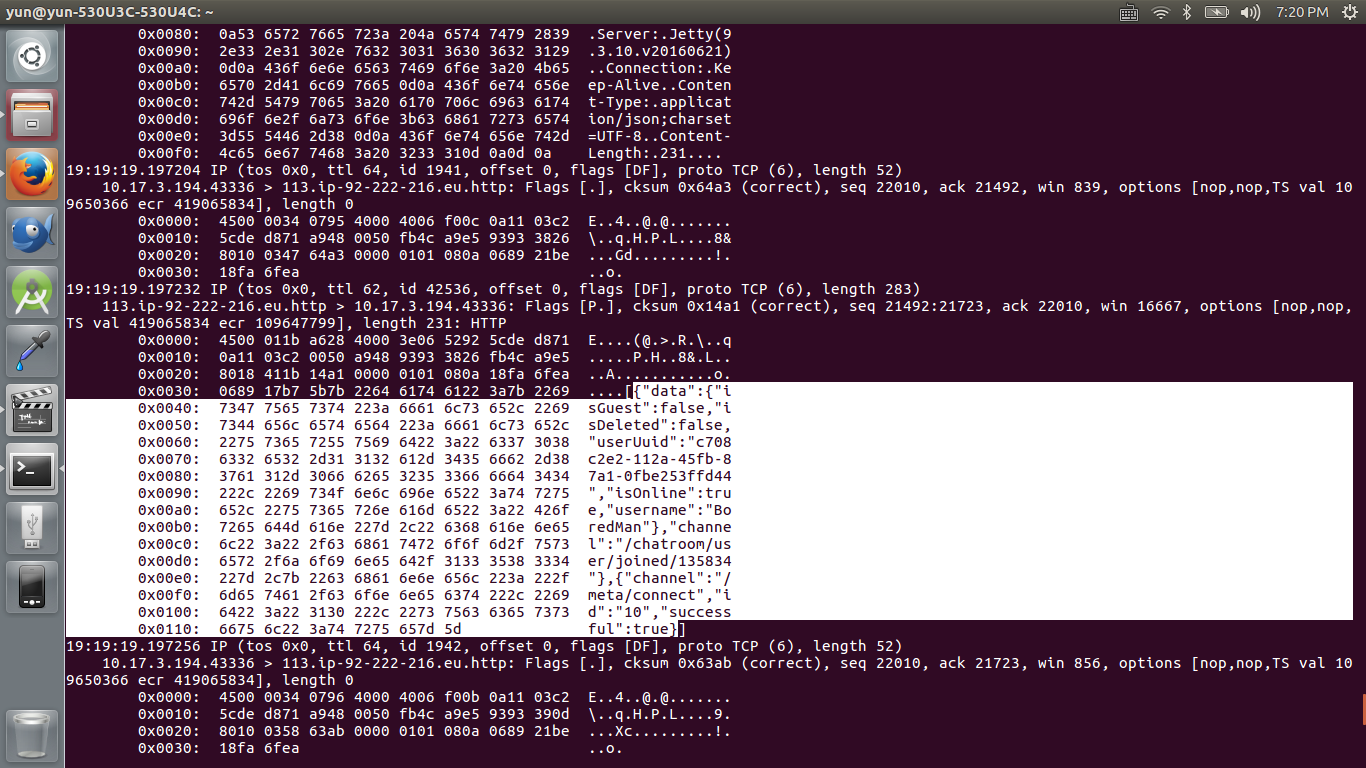 yun@yun-530U3C-530U4C: ~ 7:20 PM
0x0080: 0a53 6572 7665 723a 204a 6574 7479 2839 .Server:.Jetty(9
0x0090: 2e33 2e31 302e 7632 3031 3630 3632 3129 .3.10.v20160621)
0x00a0: 0d0a 436f 6e6e 6563 7469 6f6e 3a20 4b65 ..Connection:.Ke
0x00b0: 6570 2d41 6c69 7665 0d0a 436f 6e74 656e ep-Alive..Conten
0x00c0: 742d 5479 7065 3a20 6170 706c 6963 6174 t-Type:.applicat
0x00d0: 696f 6e2f 6a73 6f6e 3b63 6861 7273 6574 ion/json;charset
0x00e0: 3d55 5446 2d38 0d0a 436f 6e74 656e 742d =UTF-8..Content-
0x00f0: 4c65 6e67 7468 3a20 3233 310d 0a0d 0a Length:.231....
19:19:19.197204 IP (tos 0x0, ttl 64, id 1941, offset 0, flags [DF], proto TCP (6), length 52)
10.17.3.194.43336 > 113.ip-92-222-216.eu.http: Flags [.], cksum 0x64a3 (correct), seq 22010, ack 21492, win 839, options [nop,nop,TS val 10
9650366 ecr 419065834], length 0
0x0000: 4500 0034 0795 4000 4006 f00c 0a11 03c2 E..4..@.@.......
0x0010: 5cde d871 a948 0050 fb4c a9e5 9393 3826 \..q.H.P.L....8&
0x0020: 8010 0347 64a3 0000 0101 080a 0689 21be ...Gd.........!.
0x0030: 18fa 6fea ..o.
19:19:19.197232 IP (tos 0x0, ttl 62, id 42536, offset 0, flags [DF], proto TCP (6), length 283)
113.ip-92-222-216.eu.http > 10.17.3.194.43336: Flags [P.], cksum 0x14a1 (correct), seq 21492:21723, ack 22010, win 16667, options [nop,nop,
TS val 419065834 ecr 109647799], length 231: HTTP
0x0000: 4500 011b a628 4000 3e06 5292 5cde d871 E....(@.>.R.\..q
0x0010: 0a11 03c2 0050 a948 9393 3826 fb4c a9e5 .....P.H..8&.L..
0x0020: 8018 411b 14a1 0000 0101 080a 18fa 6fea ..A...........o.
0x0030: 0689 17b7 5b7b 2264 6174 6122 3a7b 2269 ....[{"data":{"i
0x0040: 7347 7565 7374 223a 6661 6c73 652c 2269 sGuest":false,"i
0x0050: 7344 656c 6574 6564 223a 6661 6c73 652c sDeleted":false,
0x0060: 2275 7365 7255 7569 6422 3a22 6337 3038 "userUuid":"c708
0x0070: 6332 6532 2d31 3132 612d 3435 6662 2d38 c2e2-112a-45fb-8
0x0080: 3761 312d 3066 6265 3235 3366 6664 3434 7a1-0fbe253ffd44
0x0090: 222c 2269 734f 6e6c 696e 6522 3a74 7275 ","isOnline":tru
0x00a0: 652c 2275 7365 726e 616d 6522 3a22 426f e,"username":"Bo
0x00b0: 7265 644d 616e 227d 2c22 6368 616e 6e65 redMan"},"channe
0x00c0: 6c22 3a22 2f63 6861 7472 6f6f 6d2f 7573 l":"/chatroom/us
0x00d0: 6572 2f6a 6f69 6e65 642f 3133 3538 3334 er/joined/135834
0x00e0: 227d 2c7b 2263 6861 6e6e 656c 223a 222f "},{"channel":"/
0x00f0: 6d65 7461 2f63 6f6e 6e65 6374 222c 2269 meta/connect","i
0x0100: 6422 3a22 3130 222c 2273 7563 6365 7373 d":"10","success
0x0110: 6675 6c22 3a74 7275 657d 5d ful":true}]
19:19:19.197256 IP (tos 0x0, ttl 64, id 1942, offset 0, flags [DF], proto TCP (6), length 52)
10.17.3.194.43336 > 113.ip-92-222-216.eu.http: Flags [.], cksum 0x63ab (correct), seq 22010, ack 21723, win 856, options [nop,nop,TS val 10
9650366 ecr 419065834], length 0
0x0000: 4500 0034 0796 4000 4006 f00b 0a11 03c2 E..4..@.@.......
0x0010: 5cde d871 a948 0050 fb4c a9e5 9393 390d \..q.H.P.L....9.
0x0020: 8010 0358 63ab 0000 0101 080a 0689 21be ...Xc.........!.
0x0030: 18fa 6fea ..o.